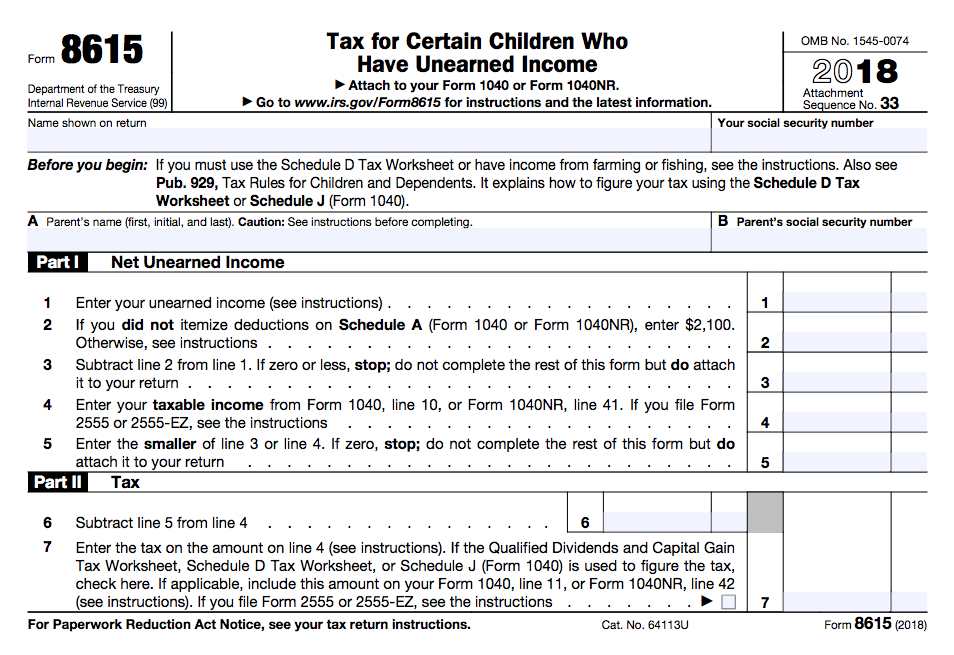 Form 8615
Department of the Treasury
Internal Revenue Service (99)
Tax for Certain Children Who
Have Unearned Income
▶ Attach to your Form 1040 or Form 1040NR.
▶ Go to www.irs.gov/Form8615 for instructions and the latest information.
OMB No. 1545-0074
2018
Attachment
Sequence No. 33
Name shown on return
Your social security number
Before you begin: If you must use the Schedule D Tax Worksheet or have income from farming or fishing, see the instructions. Also see
Pub. 929, Tax Rules for Children and Dependents. It explains how to figure your tax using the Schedule D Tax
Worksheet or Schedule J (Form 1040).
A Parent's name (first, initial, and last). Caution: See instructions before completing.
B Parent's social security number
Part I Net Unearned Income
1 Enter your unearned income (see instructions) . . . . . . . . . . . . . . . . . . 1
2 If you did not itemize deductions on Schedule A (Form 1040 or Form 1040NR), enter $2,100.
Otherwise, see instructions . . . . . . . . . . . . . . . . . . . . . . . . 2
3 Subtract line 2 from line 1. If zero or less, stop; do not complete the rest of this form but do attach
it to your return . . . . . . . . . . . . . . . . . . . . . . . . . . . . 3
4 Enter your taxable income from Form 1040, line 10, or Form 1040NR, line 41. If you file Form
2555 or 2555-EZ, see the instructions . . . . . . . . . . . . . . . . . . . . 4
5 Enter the smaller of line 3 or line 4. If zero, stop; do not complete the rest of this form but do
attach it to your return . . . . . . . . . . . . . . . . . . . . . . . . . 5
Part II Tax
6 Subtract line 5 from line 4 . . . . . . . . . . . . . . 6
7 Enter the tax on the amount on line 4 (see instructions). If the Qualified Dividends and Capital Gain
Tax Worksheet, Schedule D Tax Worksheet, or Schedule J (Form 1040) is used to figure the tax,
check here. If applicable, include this amount on your Form 1040, line 11, or Form 1040NR, line 42
(see instructions). If you file Form 2555 or 2555-EZ, see the instructions . . . . . . . ▶ 7
For Paperwork Reduction Act Notice, see your tax return instructions.
Cat. No. 64113U
Form 8615 (2018)